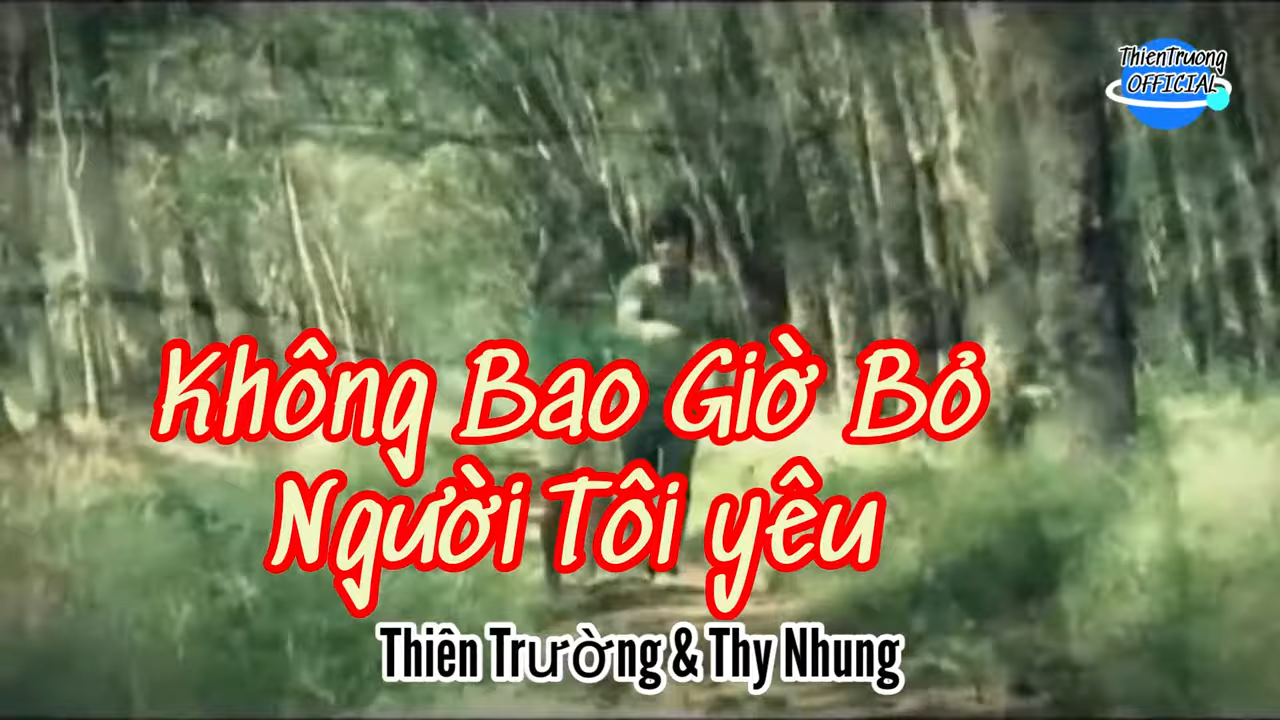 ThienTruong
OFFICIAL
Không Bao Giờ Bỏ
Người Tôi yêu
Thiên Trường & Thy Nhung